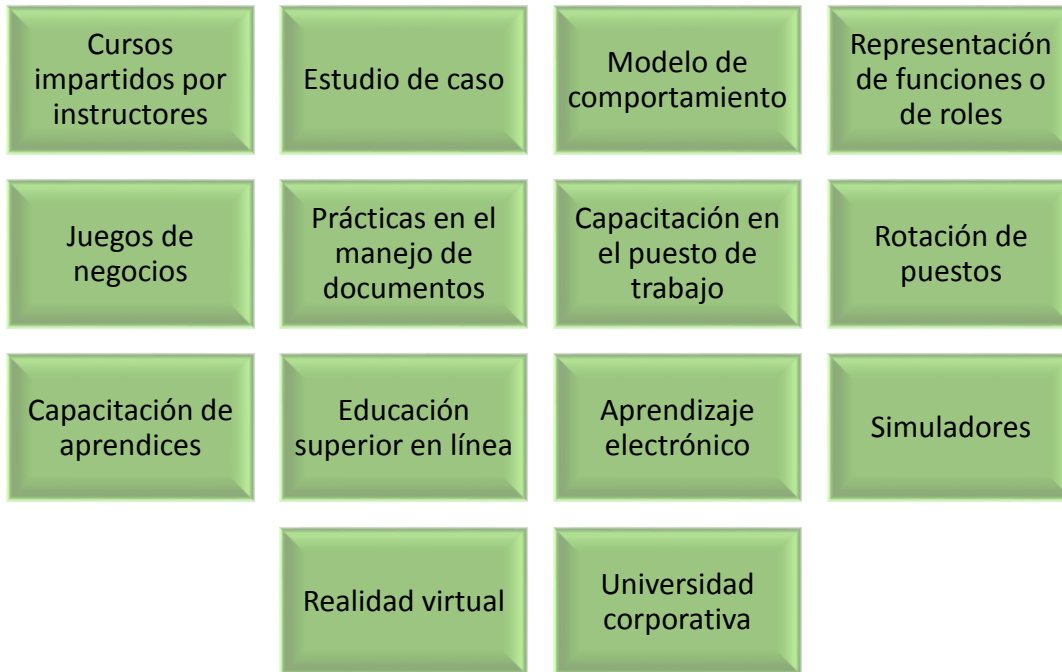 Cursos
impartidos por
instructores
Estudio de caso
Modelo de
comportamiento
Representación
de funciones o
de roles
Juegos de
negocios
Prácticas en el
manejo de
documentos
Capacitación en
el puesto de
trabajo
Rotación de
puestos
Capacitación de
aprendices
Educación
superior en línea
Aprendizaje
electrónico
Simuladores
Realidad virtual
Universidad
corporativa